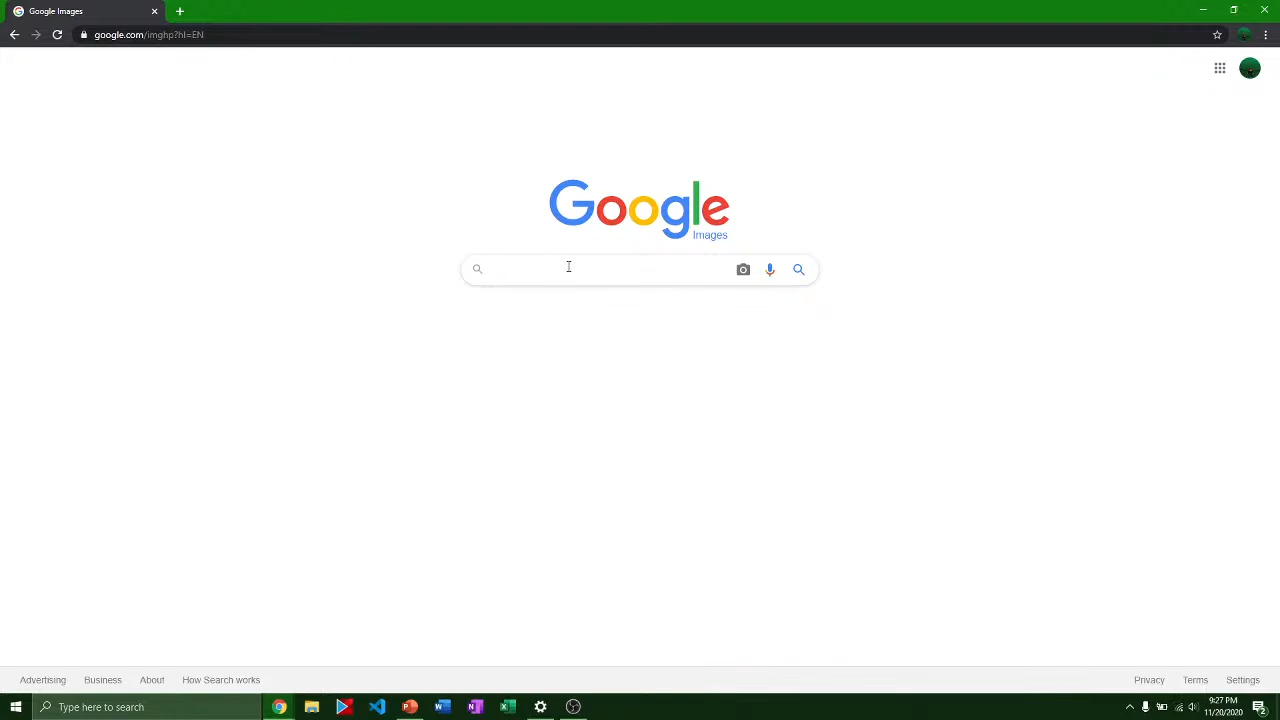 Google Images
google.com/imghp?hl=EN
Google
Images
Advertising Business About How Search works
Privacy Terms Settings
Type here to search
9:27 PM
11/20/2020
2